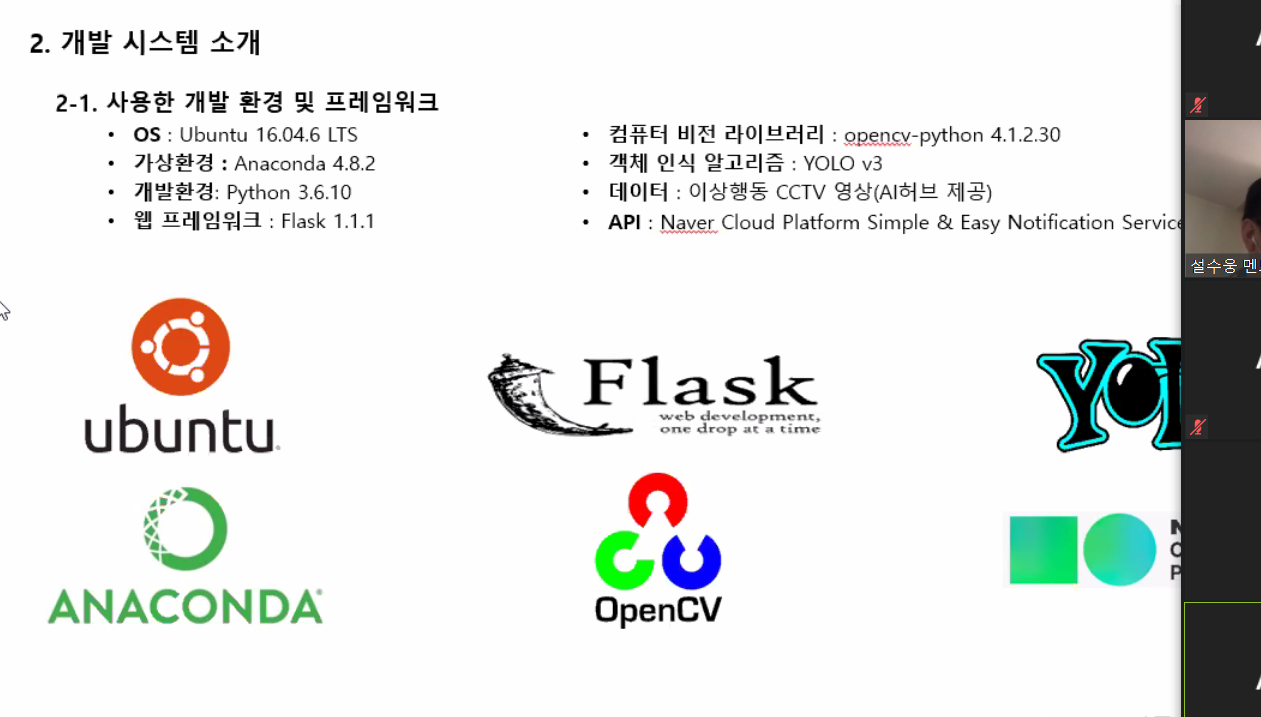 2. 개발 시스템 소개
2-1. 사용한 개발 환경 및 프레임워크
• OS : Ubuntu 16.04.6 LTS
• 가상환경 : Anaconda 4.8.2
• 개발환경: Python 3.6.10
• 웹 프레임워크 : Flask 1.1.1
• 컴퓨터 비전 라이브러리 : opencv-python 4.1.2.30
• 객체 인식 알고리즘 : YOLO v3
• 데이터 : 이상행동 CCTV 영상(AI허브 제공)
• API : Naver Cloud Platform Simple & Easy Notification Service
ubuntu
Flask
web development,
one drop at a time
ANACONDA
OpenCV
설수웅